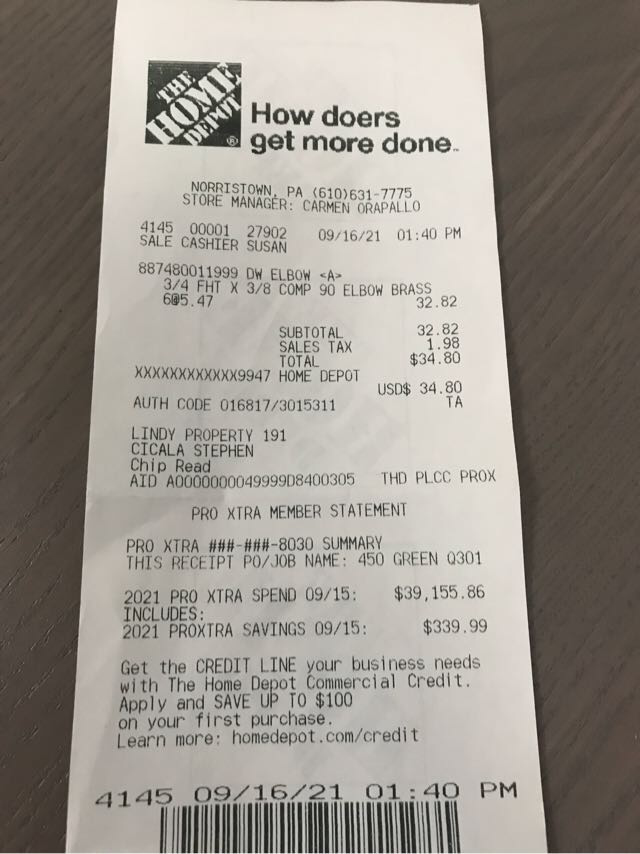 THE
HOME
DEPOT
®
How doers
get more done™
NORRISTOWN, PA (610)631-7775
STORE MANAGER: CARMEN ORAPALLO
4145 00001 27902 09/16/21 01:40 PM
SALE CASHIER SUSAN
887480011999 DW ELBOW <A>
3/4 FHT X 3/8 COMP 90 ELBOW BRASS
6@5.47 32.82
SUBTOTAL 32.82
SALES TAX 1.98
TOTAL $34.80
XXXXXXXXXXXX9947 HOME DEPOT
USD$ 34.80
AUTH CODE 016817/3015311 TA
LINDY PROPERTY 191
CICALA STEPHEN
Chip Read
AID A0000000049999D8400305 THD PLCC PROX
PRO XTRA MEMBER STATEMENT
PRO XTRA ###-###-8030 SUMMARY
THIS RECEIPT PO/JOB NAME: 450 GREEN Q301
2021 PRO XTRA SPEND 09/15: $39,155.86
INCLUDES:
2021 PROXTRA SAVINGS 09/15: $339.99
Get the CREDIT LINE your business needs
with The Home Depot Commercial Credit.
Apply and SAVE UP TO $100
on your first purchase.
Learn more: homedepot.com/credit
4145 09/16/21 01:40 PM